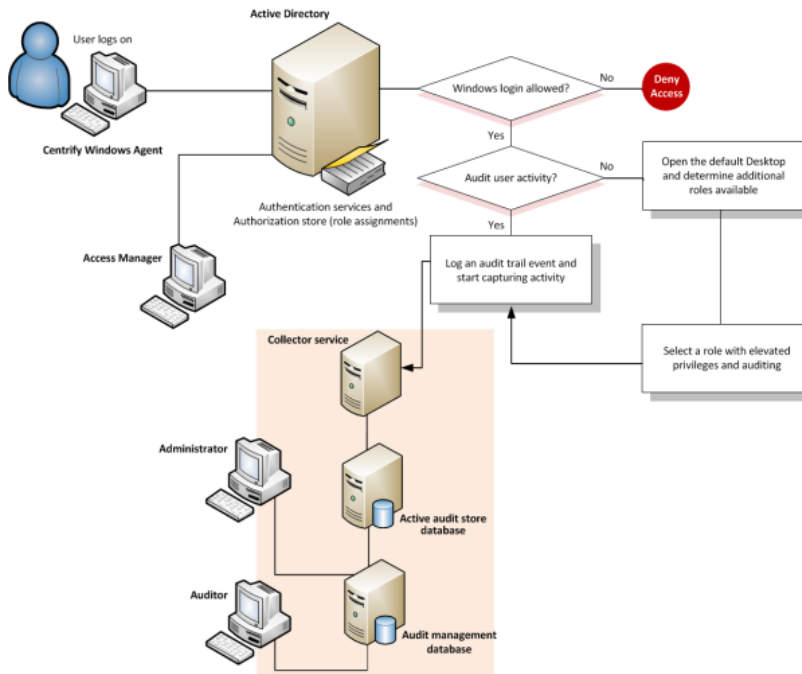 Active Directory
User logs on
Centrify Windows Agent
Windows login allowed?
No
Deny
Access
Yes
Audit user activity?
No
Open the default Desktop
and determine additional
roles available
Authentication services and
Authorization store (role assignments)
Yes
Access Manager
Log an audit trail event and
start capturing activity
Collector service
Select a role with elevated
privileges and auditing
Administrator
Active audit store
database
Auditor
Audit management
database